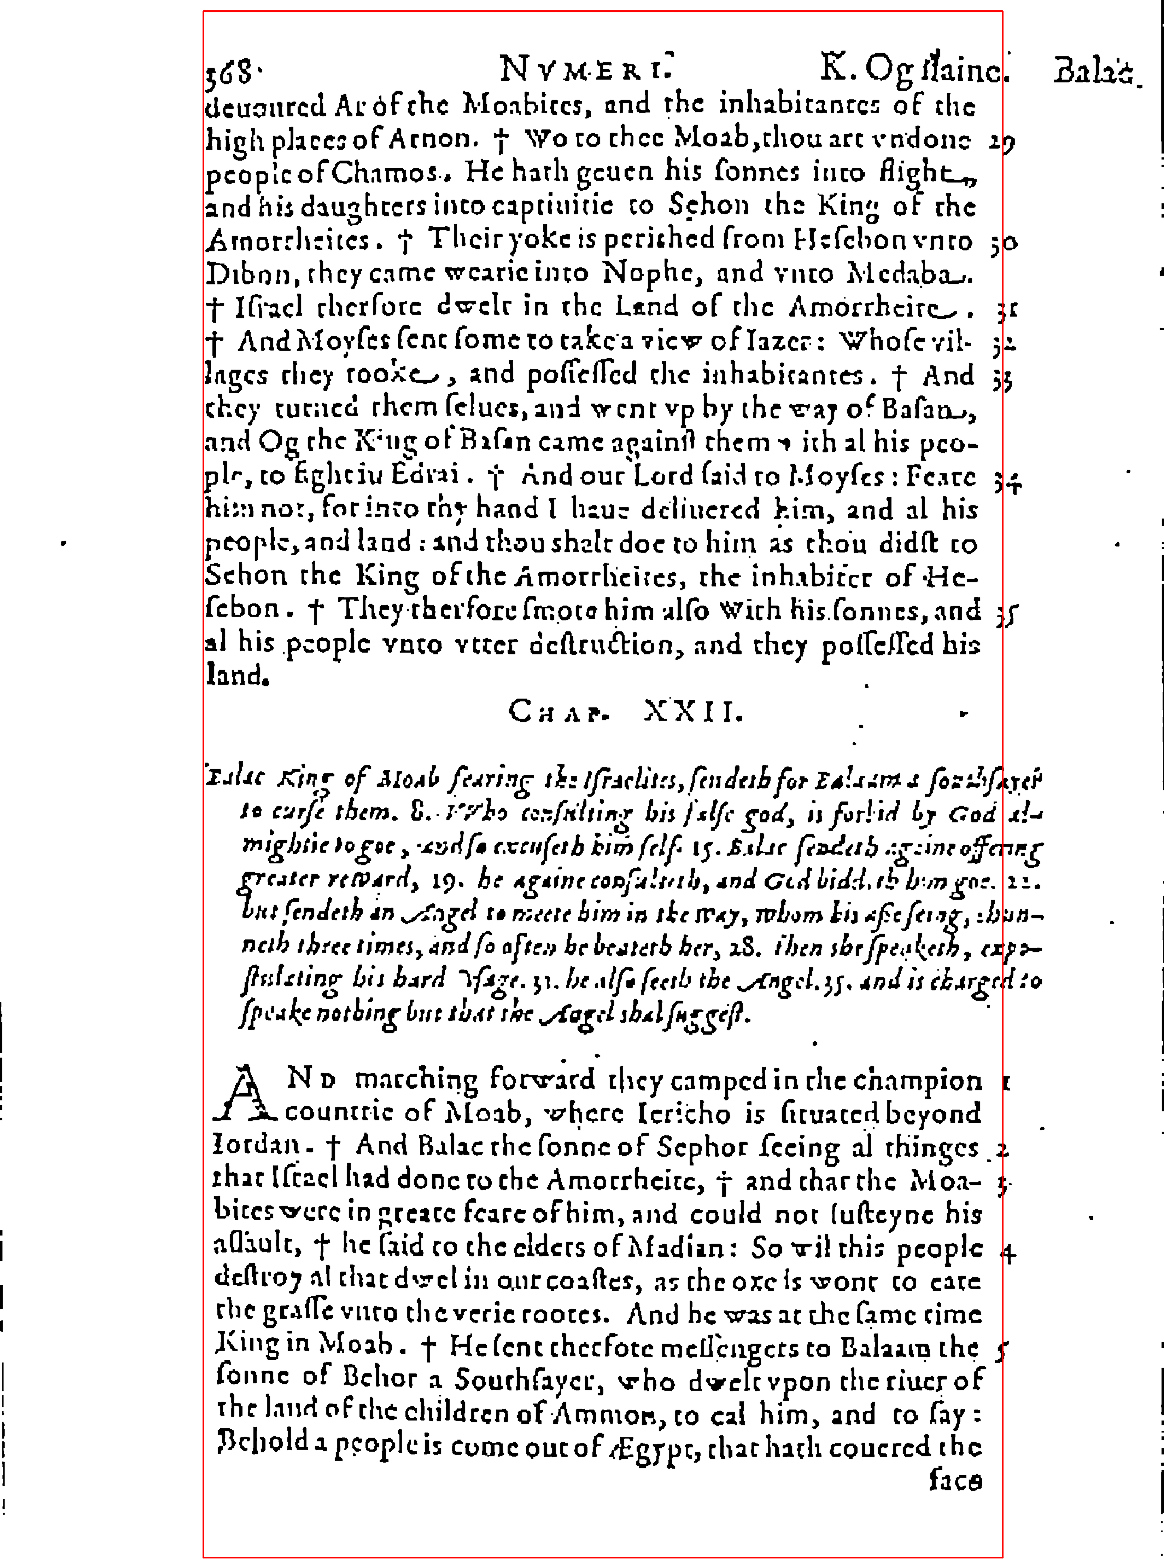 368. NVMERI. K. Og slaine. Balac.
deuoured Ar of the Moabites, and the inhabitantes of the
high places of Arnon. † Wo to thee Moab, thou art vndone 29
people of Chamos. He hath geuen his sonnes into flight,
and his daughters into captiuitie to Sehon the King of the
Amorrheites. † Their yoke is perished from Hesebon vnto 30
Dibon, they came wearie into Nophe, and vnto Medaba.
† Iſrael therfore dwelt in the Land of the Amorrheite. 31
† And Moyſes ſent ſome to take a view of Iazer: Whoſe vil- 32
lages they tooke, and poſſeſſed the inhabitantes. † And 33
they turned them ſelues, and went vp by the way of Baſan,
and Og the King of Baſan came againſt them with al his peo-
ple, to fight in Edrai. † And our Lord ſaid to Moyſes: Feare 34
him not, for into thy hand I haue deliuered him, and al his
people, and land: and thou shalt doe to him as thou didſt to
Sehon the King of the Amorrheites, the inhabiter of He-
ſebon. † They therfore ſmote him alſo with his ſonnes, and 35
al his people vnto vtter deſtruction, and they poſſeſſed his
land.
CHAP. XXII.
Balac King of Moab fearing the Iſraelites, ſendeth for Balaam a ſouthſayer
to curſe them. 8. VVho conſulting his falſe god, is forbid by God al-
mightie to goe, and ſo excuſeth him ſelf. 15. Balac ſendeth againe offering
greater reward, 19. he againe conſulteth, and God biddeth him goe. 22.
but ſendeth an Angel to meete him in the way, whom his aſſe ſeing, shun-
neth three times, and ſo often he beateth her, 28. Then she ſpeaketh, expo-
ſtulating his hard vſage. 31. he alſo ſeeth the Angel. 35. and is charged to
ſpeake nothing but that the Angel shal ſuggeſt.
AND marching forward they camped in the champion 1
countrie of Moab, where Iericho is ſituated beyond
Iordan. † And Balac the ſonne of Sephor ſeeing al thinges 2
that Iſrael had done to the Amorrheite, † and that the Moa- 3
bites were in greate feare of him, and could not ſuſteyne his
aſſault, † he ſaid to the elders of Madian: So wil this people 4
deſtroy al that dwel in our coaſtes, as the oxe is wont to eate
the graſſe vnto the verie rootes. And he was at the ſame time
King in Moab. † He ſent therfore meſſengers to Balaam the 5
ſonne of Behor a Southſayer, who dwelt vpon the riuer of
the land of the children of Ammon, to cal him, and to ſay:
Behold a people is come out of Ægypt, that hath couered the
face